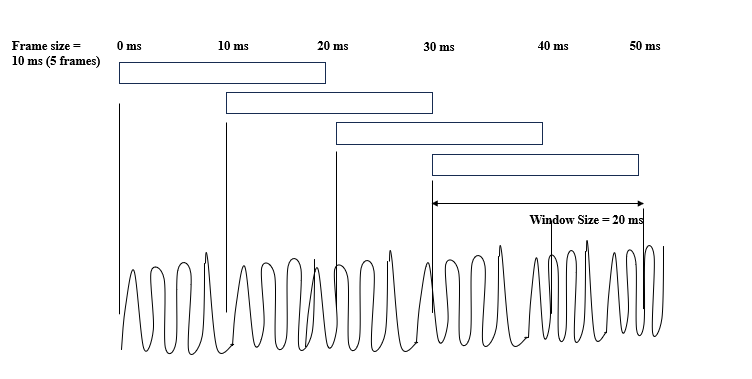 Frame size =
10 ms (5 frames)
0 ms
10 ms
20 ms
30 ms
40 ms
50 ms
Window Size = 20 ms